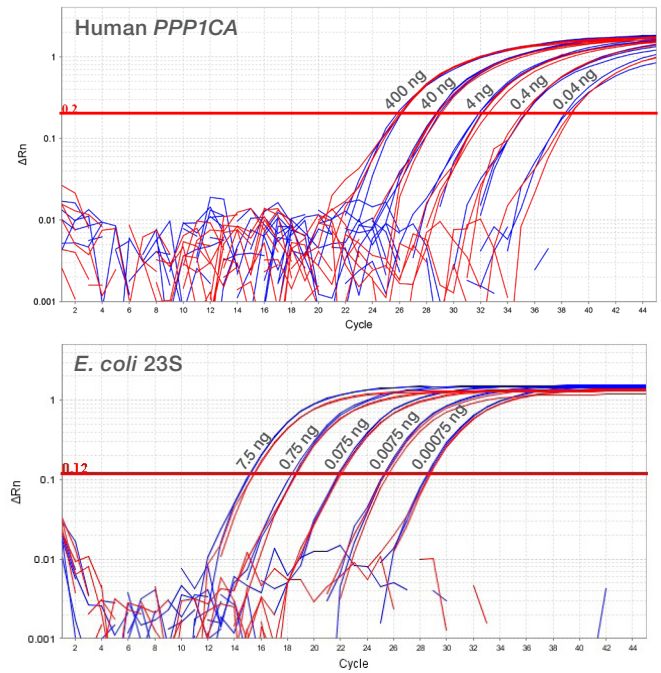 Human PPP1CA
ΔRn
1
0.1
0.01
0.001
0.2
400 ng
40 ng
4 ng
0.4 ng
0.04 ng
2 4 6 8 10 12 14 16 18 20 22 24 26 28 30 32 34 36 38 40 42 44
Cycle
E. coli 23S
ΔRn
1
0.1
0.01
0.001
0.12
7.5 ng
0.75 ng
0.075 ng
0.0075 ng
0.00075 ng
2 4 6 8 10 12 14 16 18 20 22 24 26 28 30 32 34 36 38 40 42 44
Cycle